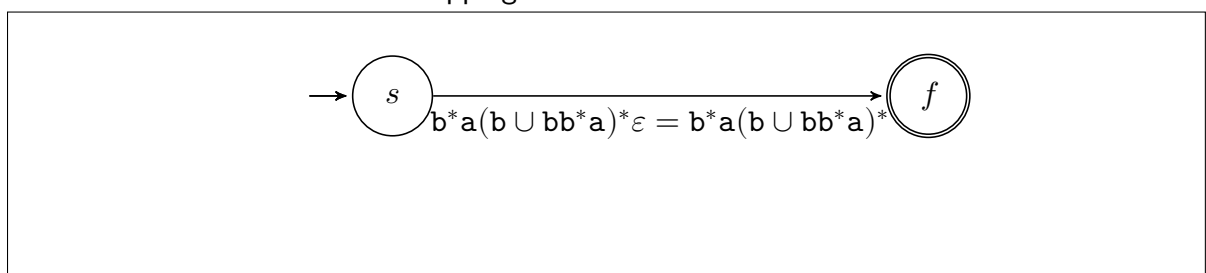 s f
b*a(b ∪ bb*a)*ε = b*a(b ∪ bb*a)*